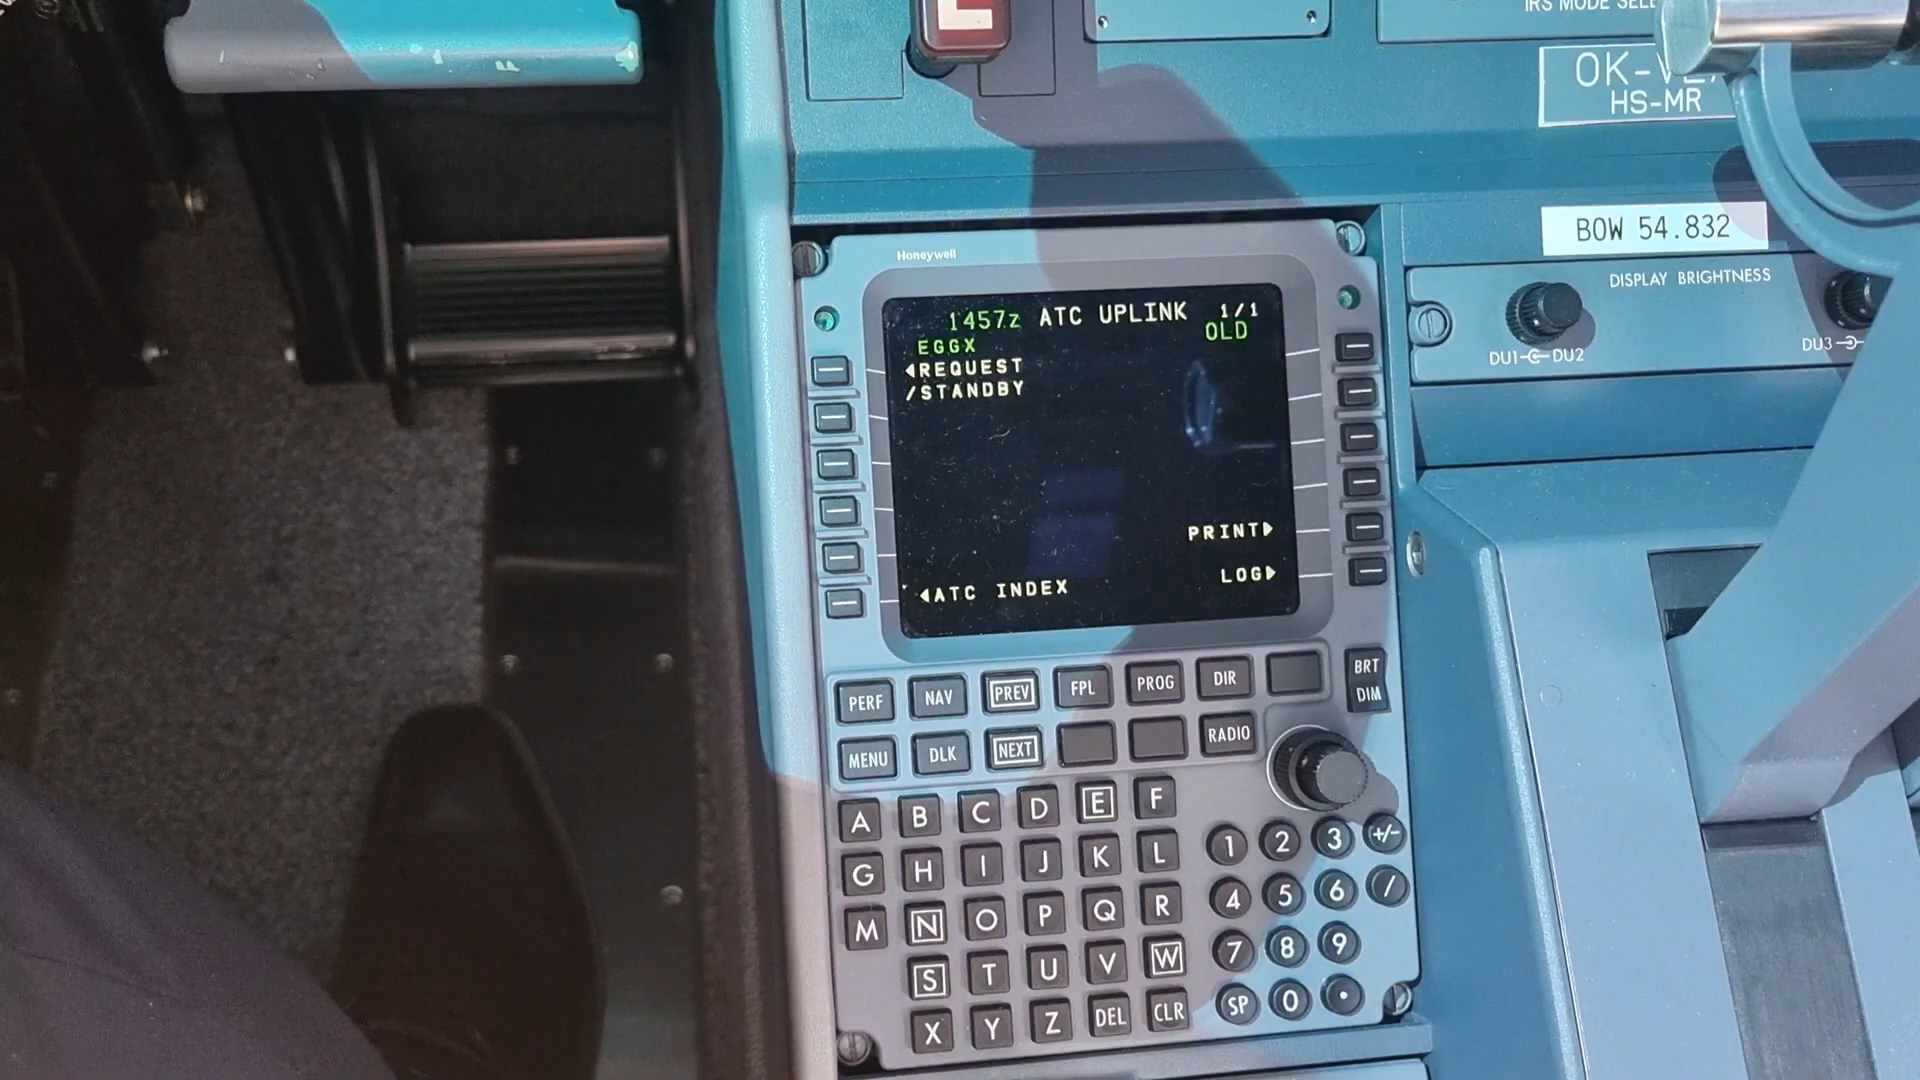 IRS MODE
HS-MR
BOW 54.832
DISPLAY BRIGHTNESS
DU1 DU2
DU3
Honeywell
1457z ATC UPLINK 1/1
EGGX OLD
◀REQUEST
/STANDBY
PRINT▶
LOG▶
◀ATC INDEX
PERF NAV PREV FPL PROG DIR
BRT
DIM
MENU DLK NEXT RADIO
A B C D E F
G H I J K L
M N O P Q R
S T U V W
X Y Z DEL CLR
1 2 3 +/-
4 5 6 /
7 8 9
SP 0 •